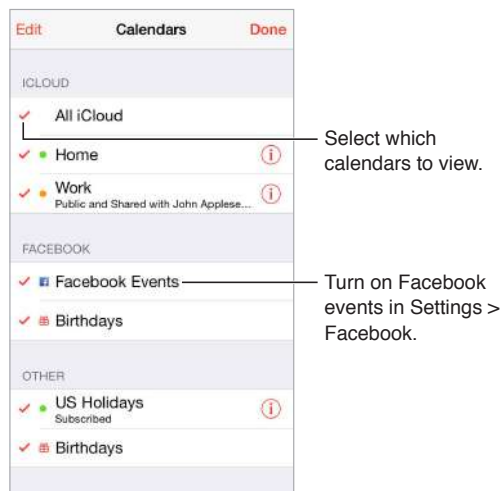 Edit Calendars Done
ICLOUD
All iCloud
Home
Work
Public and Shared with John Applese...
FACEBOOK
Facebook Events
Birthdays
OTHER
US Holidays
Subscribed
Birthdays
Select which
calendars to view.
Turn on Facebook
events in Settings >
Facebook.